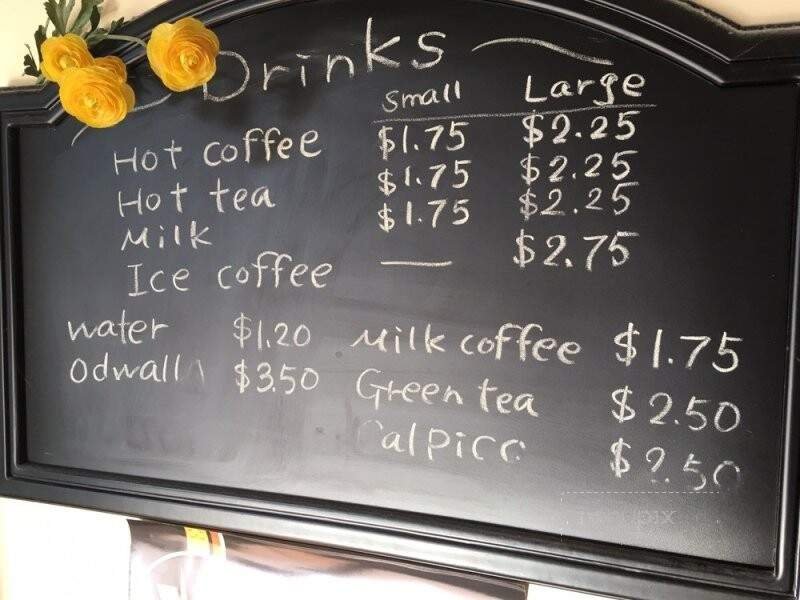 Drinks
Small Large
Hot coffee $1.75 $2.25
Hot tea $1.75 $2.25
Milk $1.75 $2.25
Ice coffee — $2.75
water $1.20
Odwalla $3.50
Milk coffee $1.75
Green tea $2.50
Calpico $2.50